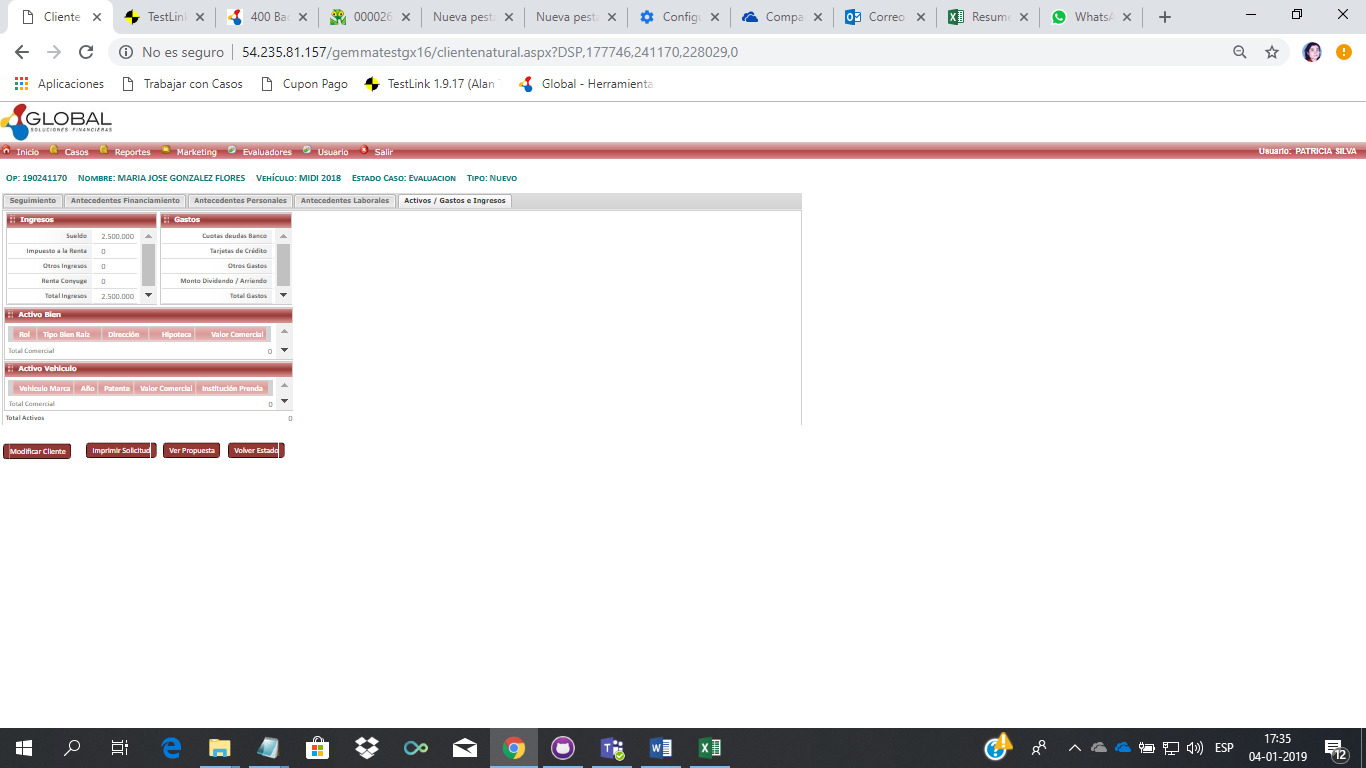 Cliente
TestLink
400 Bad
000026
Nueva pest
Nueva pest
Configu
Compa
Correo
Resume
WhatsA
No es seguro | 54.235.81.157/gemmatestgx16/clientenatural.aspx?DSP,177746,241170,228029,0
Aplicaciones Trabajar con Casos Cupon Pago TestLink 1.9.17 (Alan Global - Herramienta
GLOBAL
SOLUCIONES FINANCIERAS
Inicio Casos Reportes Marketing Evaluadores Usuario Salir Usuario: PATRICIA SILVA
OP: 190241170 NOMBRE: MARIA JOSE GONZALEZ FLORES VEHÍCULO: MIDI 2018 ESTADO CASO: EVALUACION TIPO: NUEVO
Seguimiento Antecedentes Financiamiento Antecedentes Personales Antecedentes Laborales Activos / Gastos e Ingresos
Ingresos
Sueldo 2.500.000
Impuesto a la Renta 0
Otros Ingresos 0
Renta Conyuge 0
Total Ingresos 2.500.000
Gastos
Cuotas deudas Banco
Tarjetas de Crédito
Otros Gastos
Monto Dividendo / Arriendo
Total Gastos
Activo Bien
Rol Tipo Bien Raiz Dirección Hipoteca Valor Comercial
Total Comercial 0
Activo Vehiculo
Vehiculo Marca Año Patente Valor Comercial Institución Prenda
Total Comercial 0
Total Activos 0
Modificar Cliente Imprimir Solicitud Ver Propuesta Volver Estado
ESP
17:35
04-01-2019
12